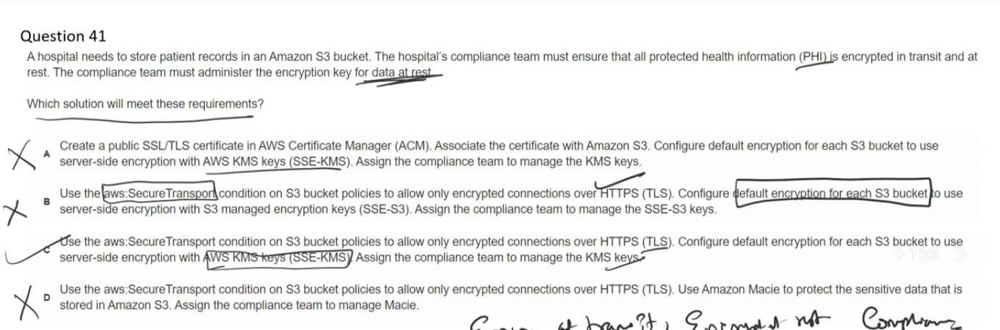 Question 41
A hospital needs to store patient records in an Amazon S3 bucket. The hospital's compliance team must ensure that all protected health information (PHI) is encrypted in transit and at
rest. The compliance team must administer the encryption key for data at rest
Which solution will meet these requirements?
A Create a public SSL/TLS certificate in AWS Certificate Manager (ACM). Associate the certificate with Amazon S3. Configure default encryption for each S3 bucket to use
server-side encryption with AWS KMS keys (SSE-KMS). Assign the compliance team to manage the KMS keys.
B Use the aws:SecureTransport condition on S3 bucket policies to allow only encrypted connections over HTTPS (TLS). Configure default encryption for each S3 bucket to use
server-side encryption with S3 managed encryption keys (SSE-S3). Assign the compliance team to manage the SSE-S3 keys.
C Use the aws:SecureTransport condition on S3 bucket policies to allow only encrypted connections over HTTPS (TLS). Configure default encryption for each S3 bucket to use
server-side encryption with AWS KMS keys (SSE-KMS). Assign the compliance team to manage the KMS keys.
+ 135
D Use the aws:SecureTransport condition on S3 bucket policies to allow only encrypted connections over HTTPS (TLS). Use Amazon Macie to protect the sensitive data that is
stored in Amazon S3. Assign the compliance team to manage Macie.
at transit, not